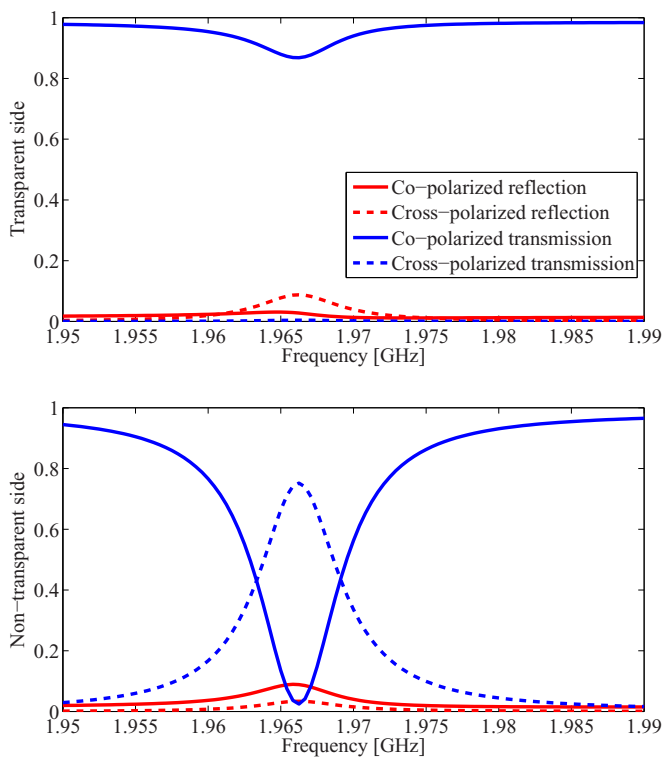 1
0.8
0.6
0.4
0.2
0
Transparent side
Co−polarized reflection
Cross−polarized reflection
Co−polarized transmission
Cross−polarized transmission
1.95 1.955 1.96 1.965 1.97 1.975 1.98 1.985 1.99
Frequency [GHz]
1
0.8
0.6
0.4
0.2
0
Non−transparent side
1.95 1.955 1.96 1.965 1.97 1.975 1.98 1.985 1.99
Frequency [GHz]